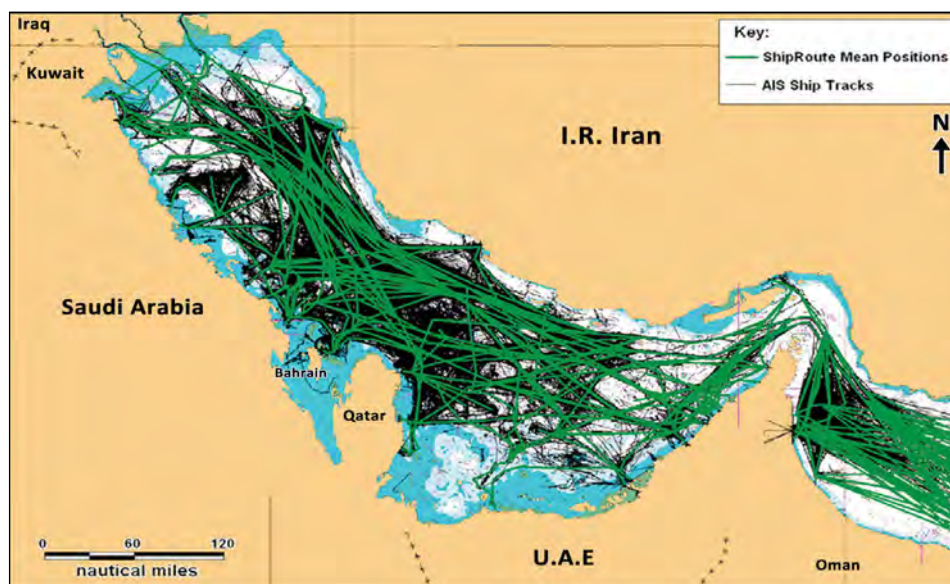 Iraq
Kuwait
Key:
ShipRoute Mean Positions
AIS Ship Tracks
N
I.R. Iran
Saudi Arabia
Bahrain
Qatar
U.A.E
Oman
0 60 120
nautical miles